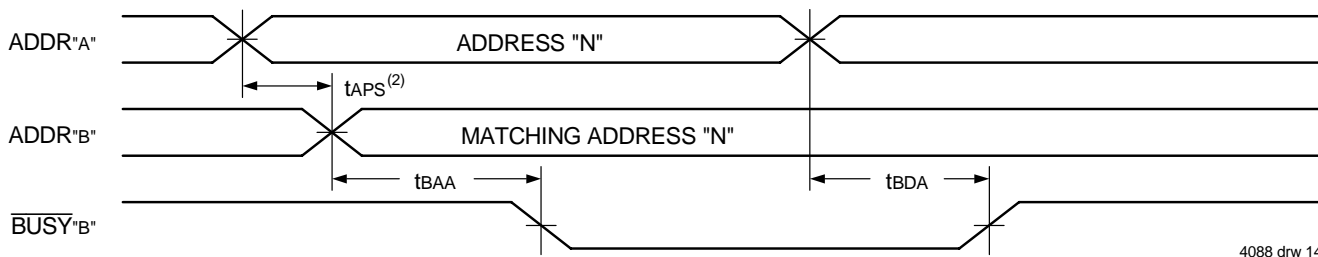 ADDR"A"
ADDRESS "N"
tAPS(2)
ADDR"B"
MATCHING ADDRESS "N"
tBAA
tBDA
BUSY"B"
4088 drw 14